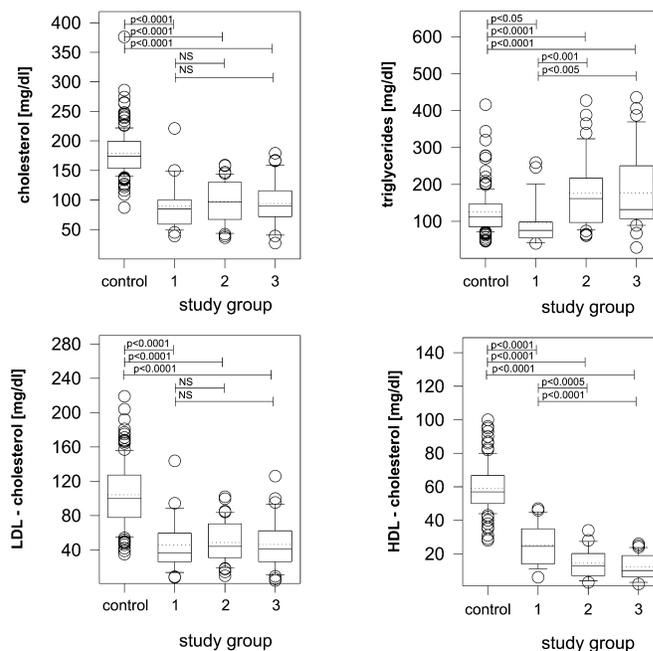 cholesterol [mg/dl]
400
350
300
250
200
150
100
50
p<0.0001
p<0.0001
p<0.0001
NS
NS
control 1 2 3
study group
triglycerides [mg/dl]
600
500
400
300
200
100
p<0.05
p<0.0001
p<0.0001
p<0.001
p<0.005
control 1 2 3
study group
LDL - cholesterol [mg/dl]
280
240
200
160
120
80
40
p<0.0001
p<0.0001
p<0.0001
NS
NS
control 1 2 3
study group
HDL - cholesterol [mg/dl]
140
120
100
80
60
40
20
p<0.0001
p<0.0001
p<0.0001
p<0.0005
p<0.0001
control 1 2 3
study group